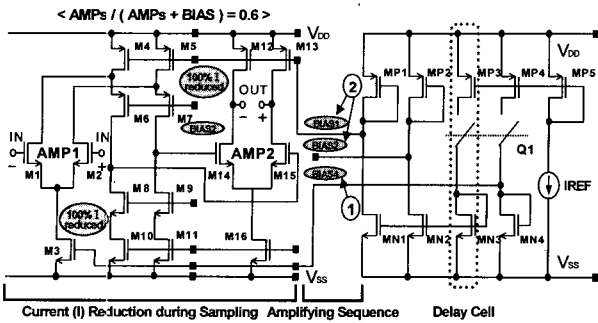 < AMPs / ( AMPs + BIAS ) = 0.6 >
VDD
M4
M5
M12
M13
100% I
reduced
OUT
M6
M7
BIAS2
IN
IN
AMP1
M1
M2
AMP2
M14
M15
M8
M9
100% I
reduced
M10
M11
M16
M3
VSS
BIAS1
BIAS4
2
1
VDD
MP1
MP2
MP3
MP4
MP5
Q1
IREF
MN1
MN2
MN3
MN4
VSS
Current (I) Reduction during Sampling
Amplifying Sequence
Delay Cell